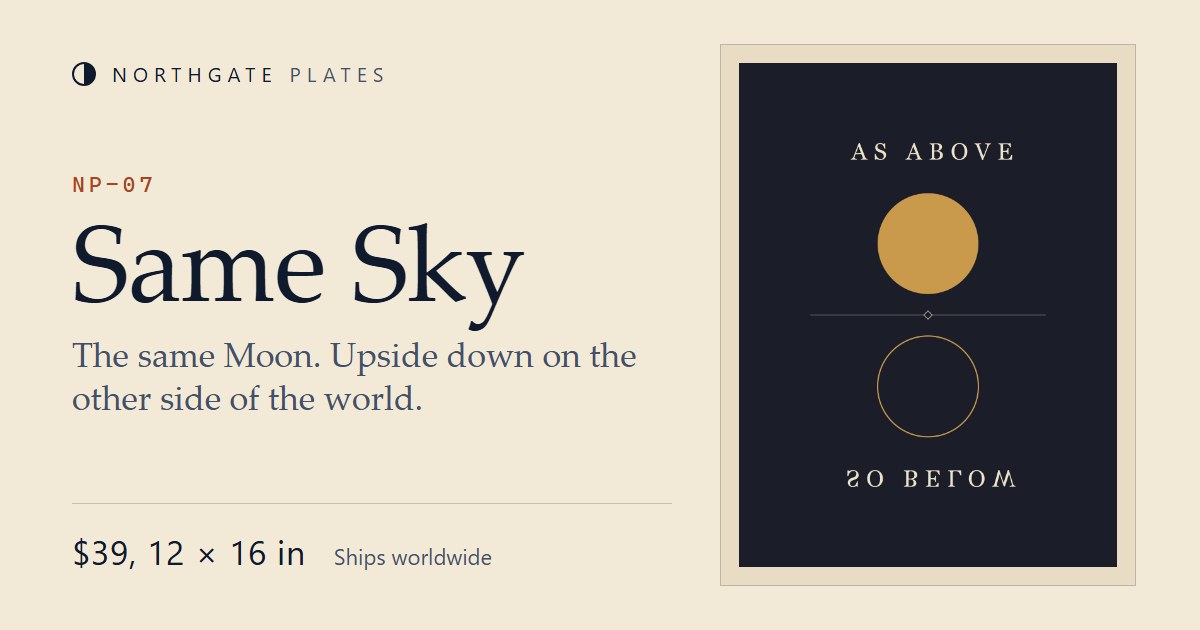 NORTHGATE PLATES
NP-07
Same Sky
The same Moon. Upside down on the
other side of the world.
$39, 12 × 16 in Ships worldwide
AS ABOVE
SO BELOW